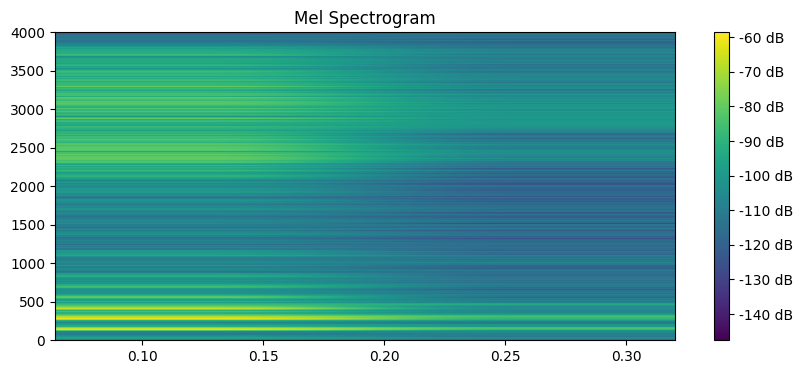 Mel Spectrogram
4000
3500
3000
2500
2000
1500
1000
500
0
0.10
0.15
0.20
0.25
0.30
-60 dB
-70 dB
-80 dB
-90 dB
-100 dB
-110 dB
-120 dB
-130 dB
-140 dB